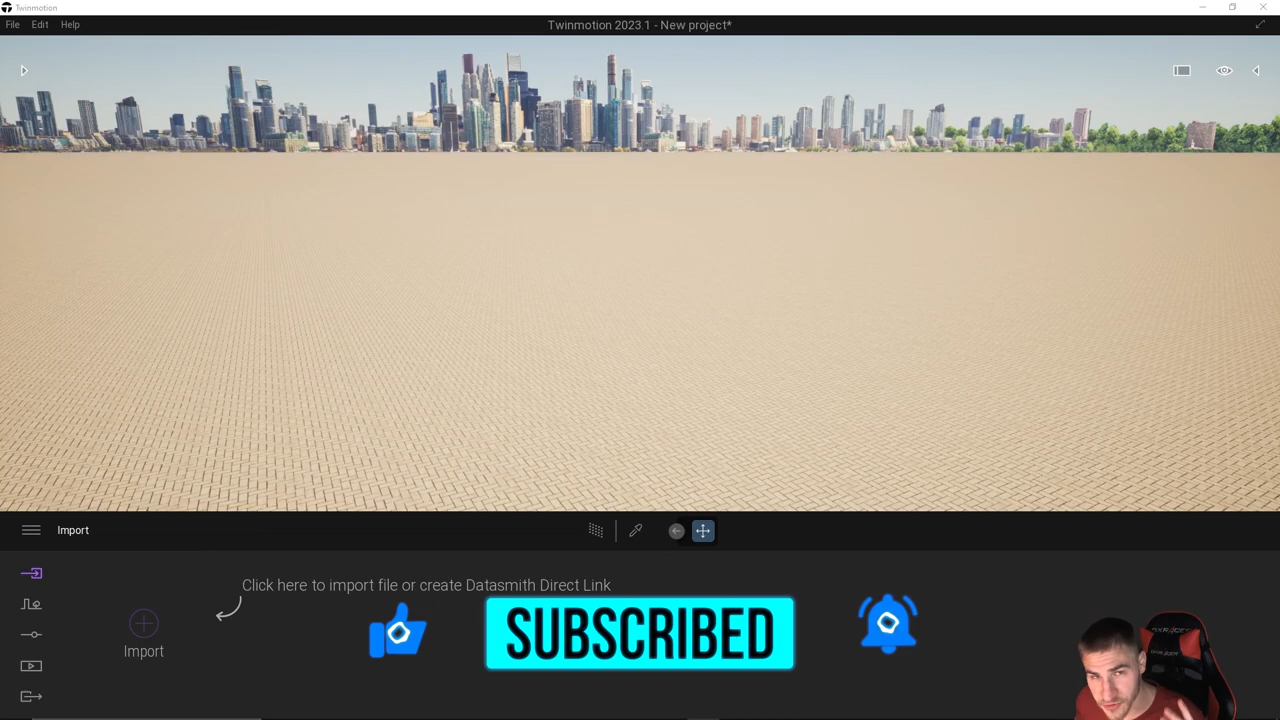 Twinmotion
File Edit Help
Twinmotion 2023.1 - New project*
Import
Click here to import file or create Datasmith Direct Link
Import
SUBSCRIBED